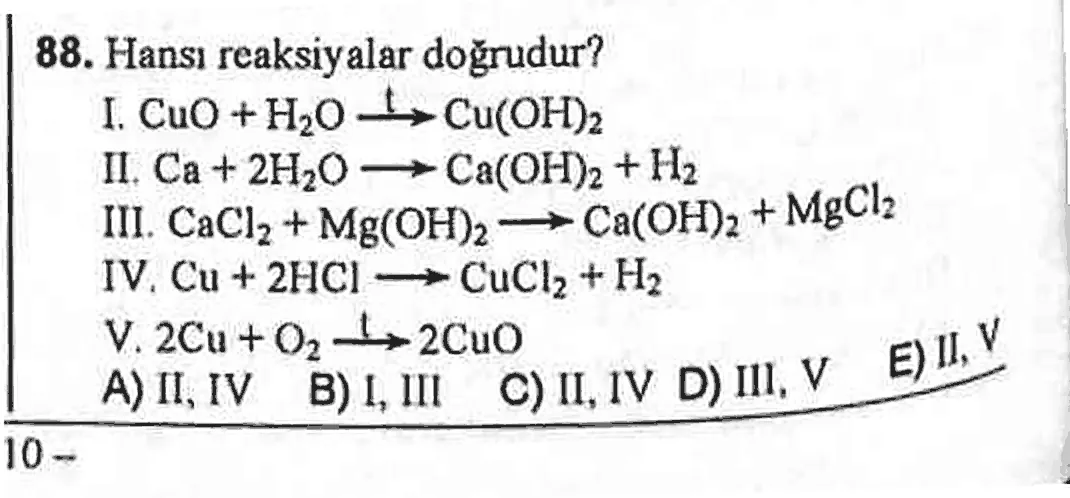 88. Hansı reaksiyalar doğrudur?
I. CuO + H₂O —t→ Cu(OH)₂
II. Ca + 2H₂O ⟶ Ca(OH)₂ + H₂
III. CaCl₂ + Mg(OH)₂ ⟶ Ca(OH)₂ + MgCl₂
IV. Cu + 2HCl ⟶ CuCl₂ + H₂
V. 2Cu + O₂ —t→ 2CuO
A) II, IV B) I, III C) II, IV D) III, V E) II, V
10 –